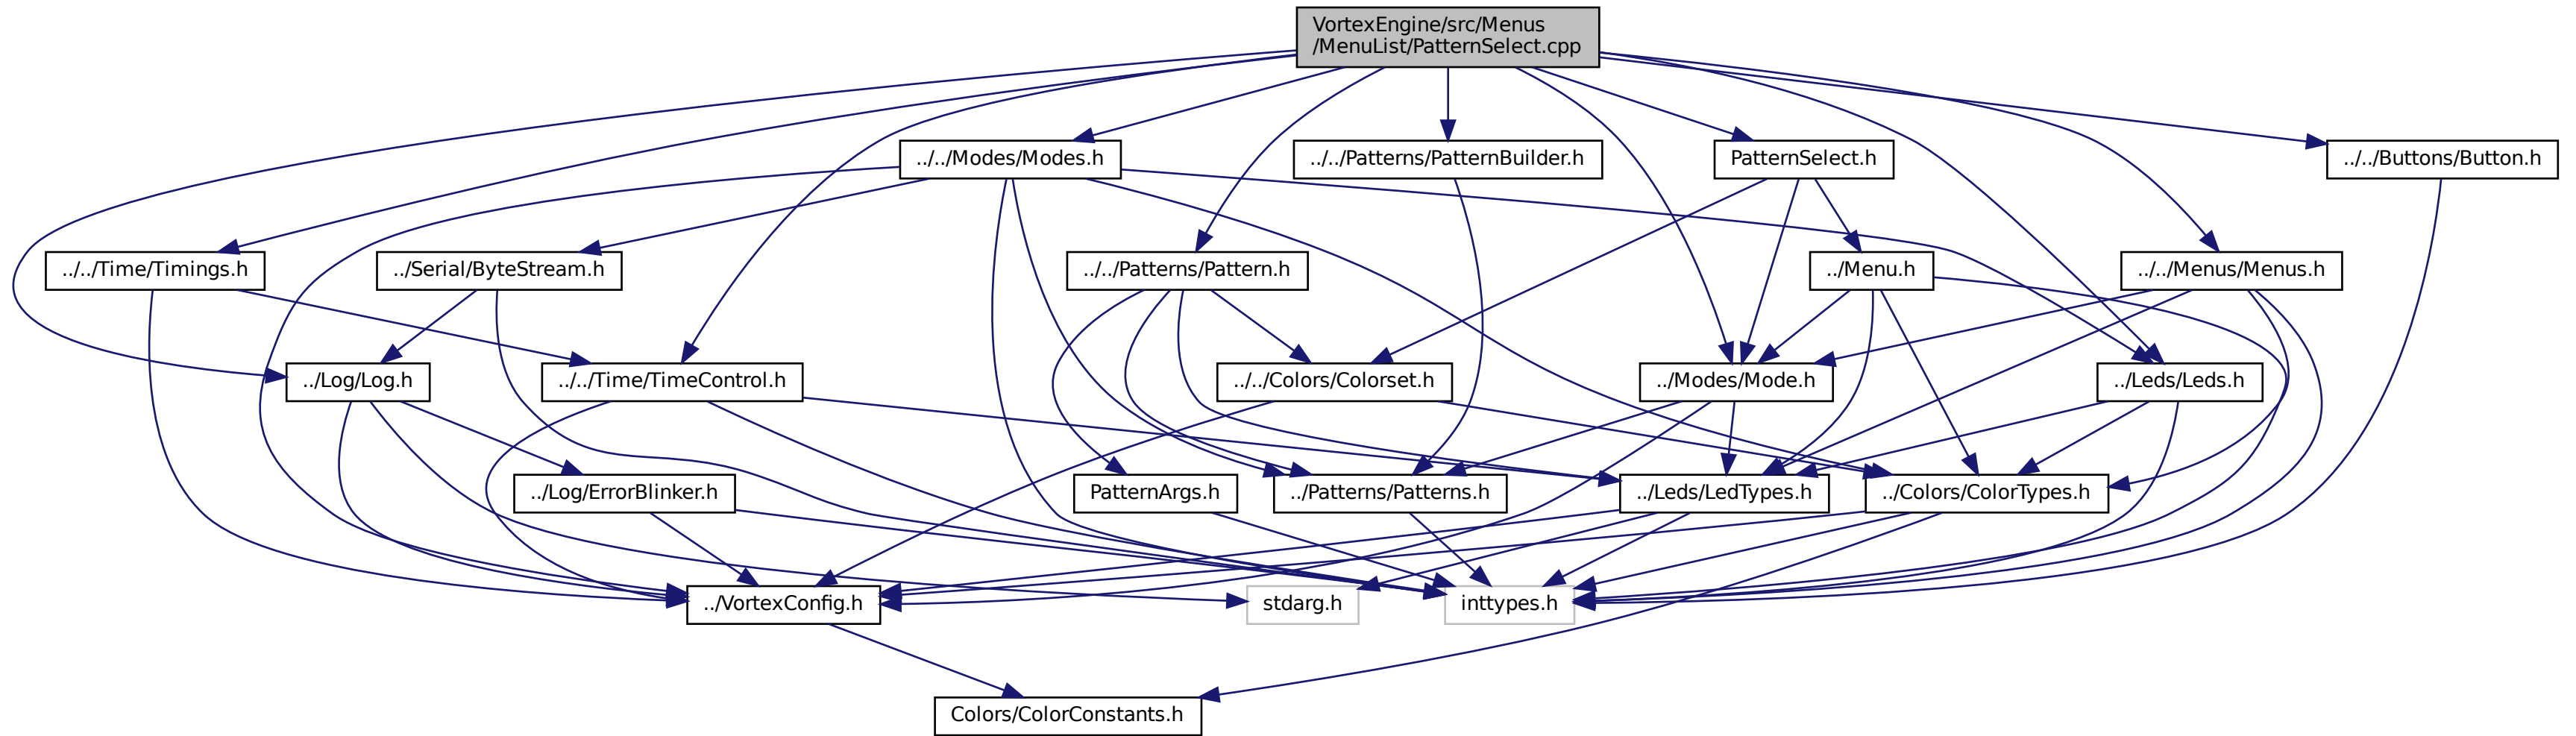 VortexEngine/src/Menus
/MenuList/PatternSelect.cpp
../../Modes/Modes.h
../../Patterns/PatternBuilder.h
PatternSelect.h
../../Buttons/Button.h
../../Time/Timings.h
../Serial/ByteStream.h
../../Patterns/Pattern.h
../Menu.h
../../Menus/Menus.h
../Log/Log.h
../../Time/TimeControl.h
../../Colors/Colorset.h
../Modes/Mode.h
../Leds/Leds.h
../Log/ErrorBlinker.h
PatternArgs.h
../Patterns/Patterns.h
../Leds/LedTypes.h
../Colors/ColorTypes.h
../VortexConfig.h
stdarg.h
inttypes.h
Colors/ColorConstants.h